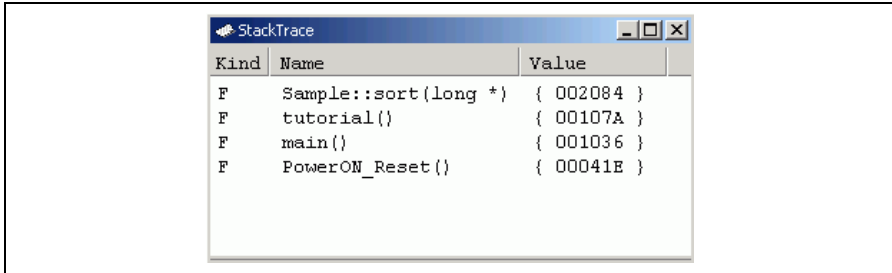 StackTrace
Kind Name Value
F Sample::sort(long *) { 002084 }
F tutorial() { 00107A }
F main() { 001036 }
F PowerON_Reset() { 00041E }